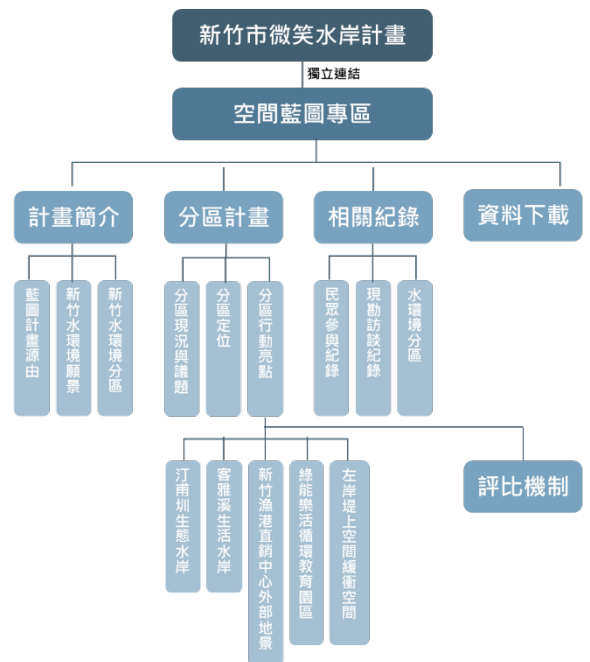 新竹市微笑水岸計畫
獨立連結
空間藍圖專區
計畫簡介
分區計畫
相關紀錄
資料下載
藍圖計畫源由
新竹水環境願景
新竹水環境分區
分區現況與議題
分區定位
分區行動亮點
民眾參與紀錄
現勘訪談紀錄
水環境分區
汀甫圳生態水岸
客雅溪生活水岸
新竹漁港直銷中心外部地景
綠能樂活循環教育園區
左岸堤上空間緩衝空間
評比機制